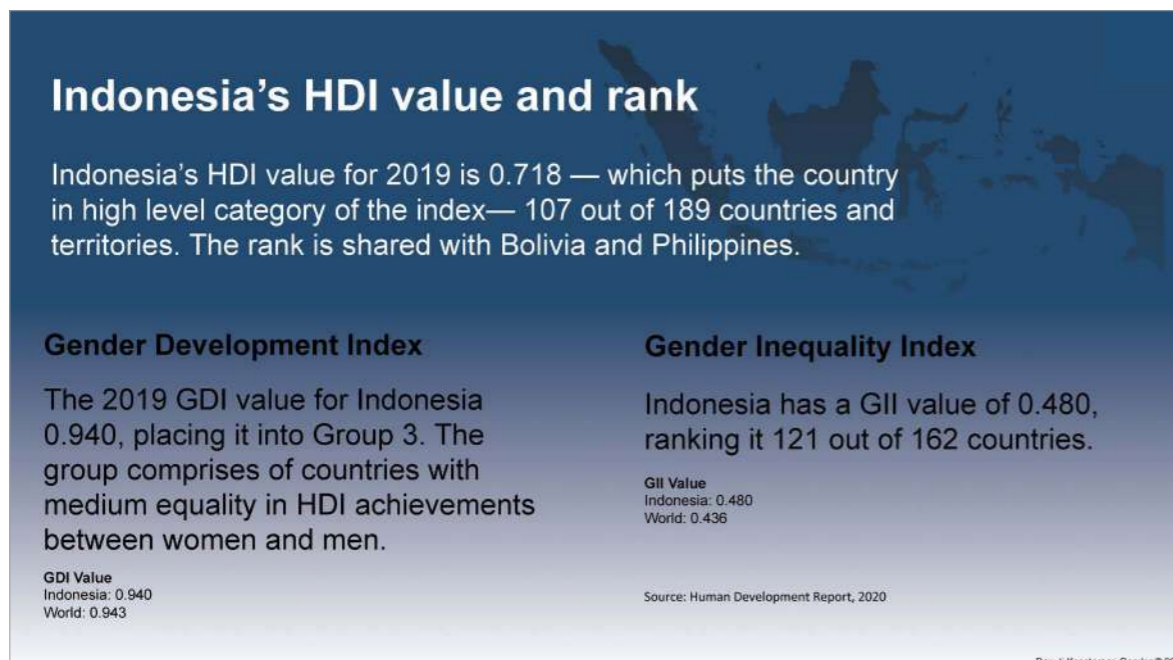 Indonesia’s HDI value and rank
Indonesia’s HDI value for 2019 is 0.718 — which puts the country
in high level category of the index— 107 out of 189 countries and
territories. The rank is shared with Bolivia and Philippines.
Gender Development Index
The 2019 GDI value for Indonesia
0.940, placing it into Group 3. The
group comprises of countries with
medium equality in HDI achievements
between women and men.
GDI Value
Indonesia: 0.940
World: 0.943
Gender Inequality Index
Indonesia has a GII value of 0.480,
ranking it 121 out of 162 countries.
GII Value
Indonesia: 0.480
World: 0.436
Source: Human Development Report, 2020